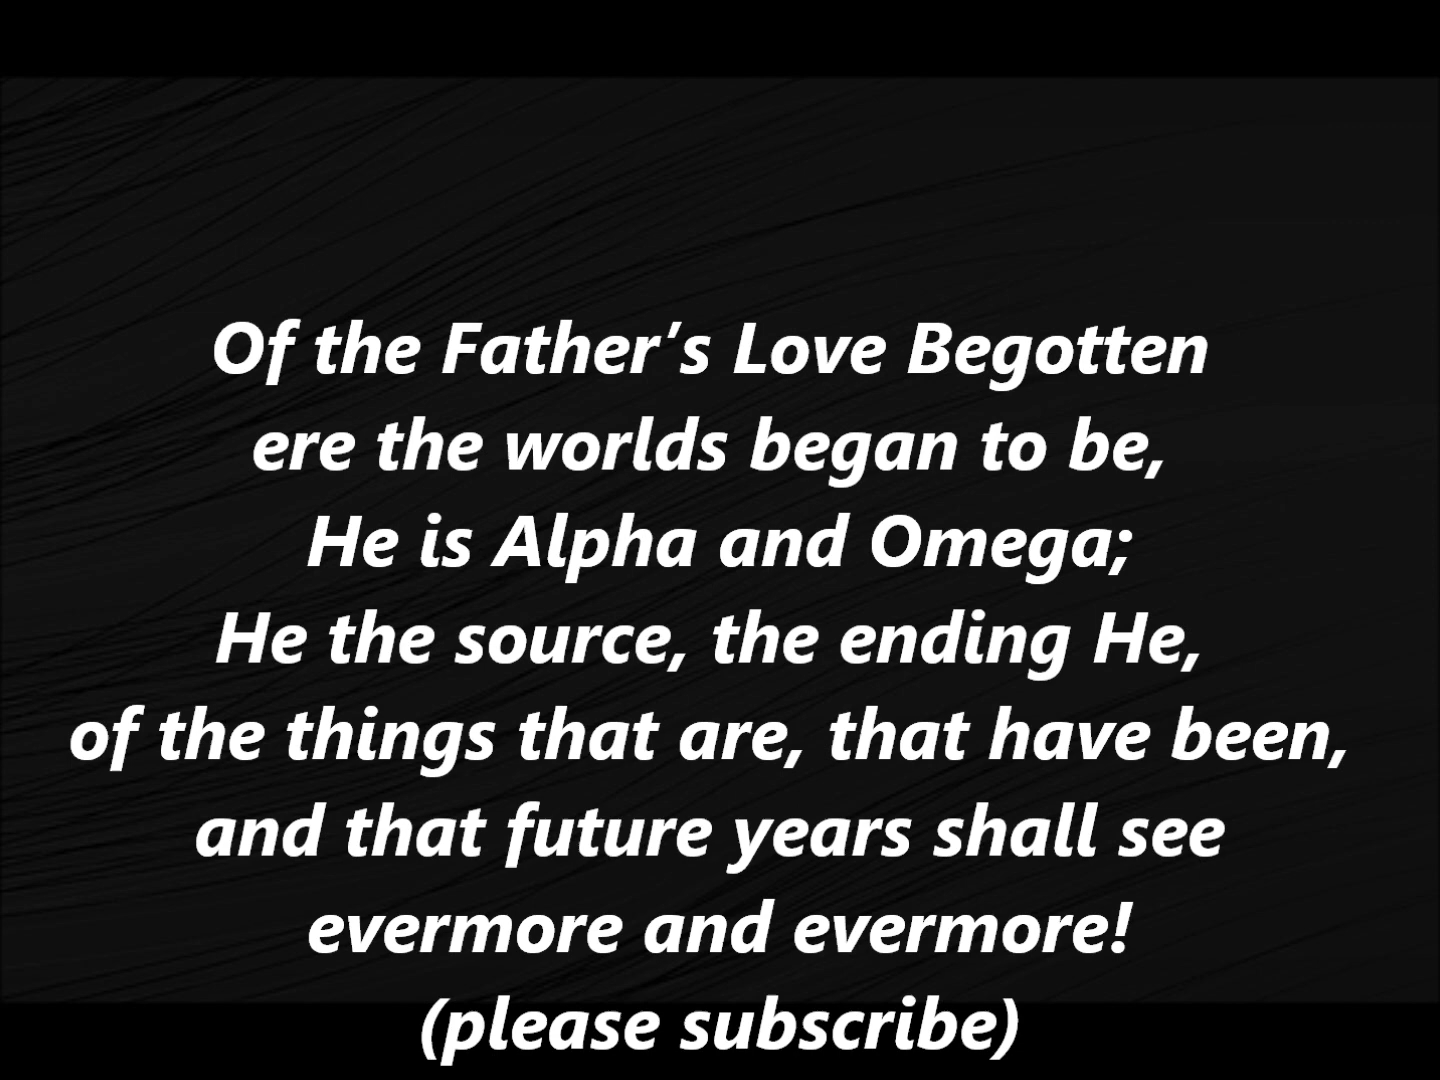 Of the Father’s Love Begotten
ere the worlds began to be,
He is Alpha and Omega;
He the source, the ending He,
of the things that are, that have been,
and that future years shall see
evermore and evermore!
(please subscribe)